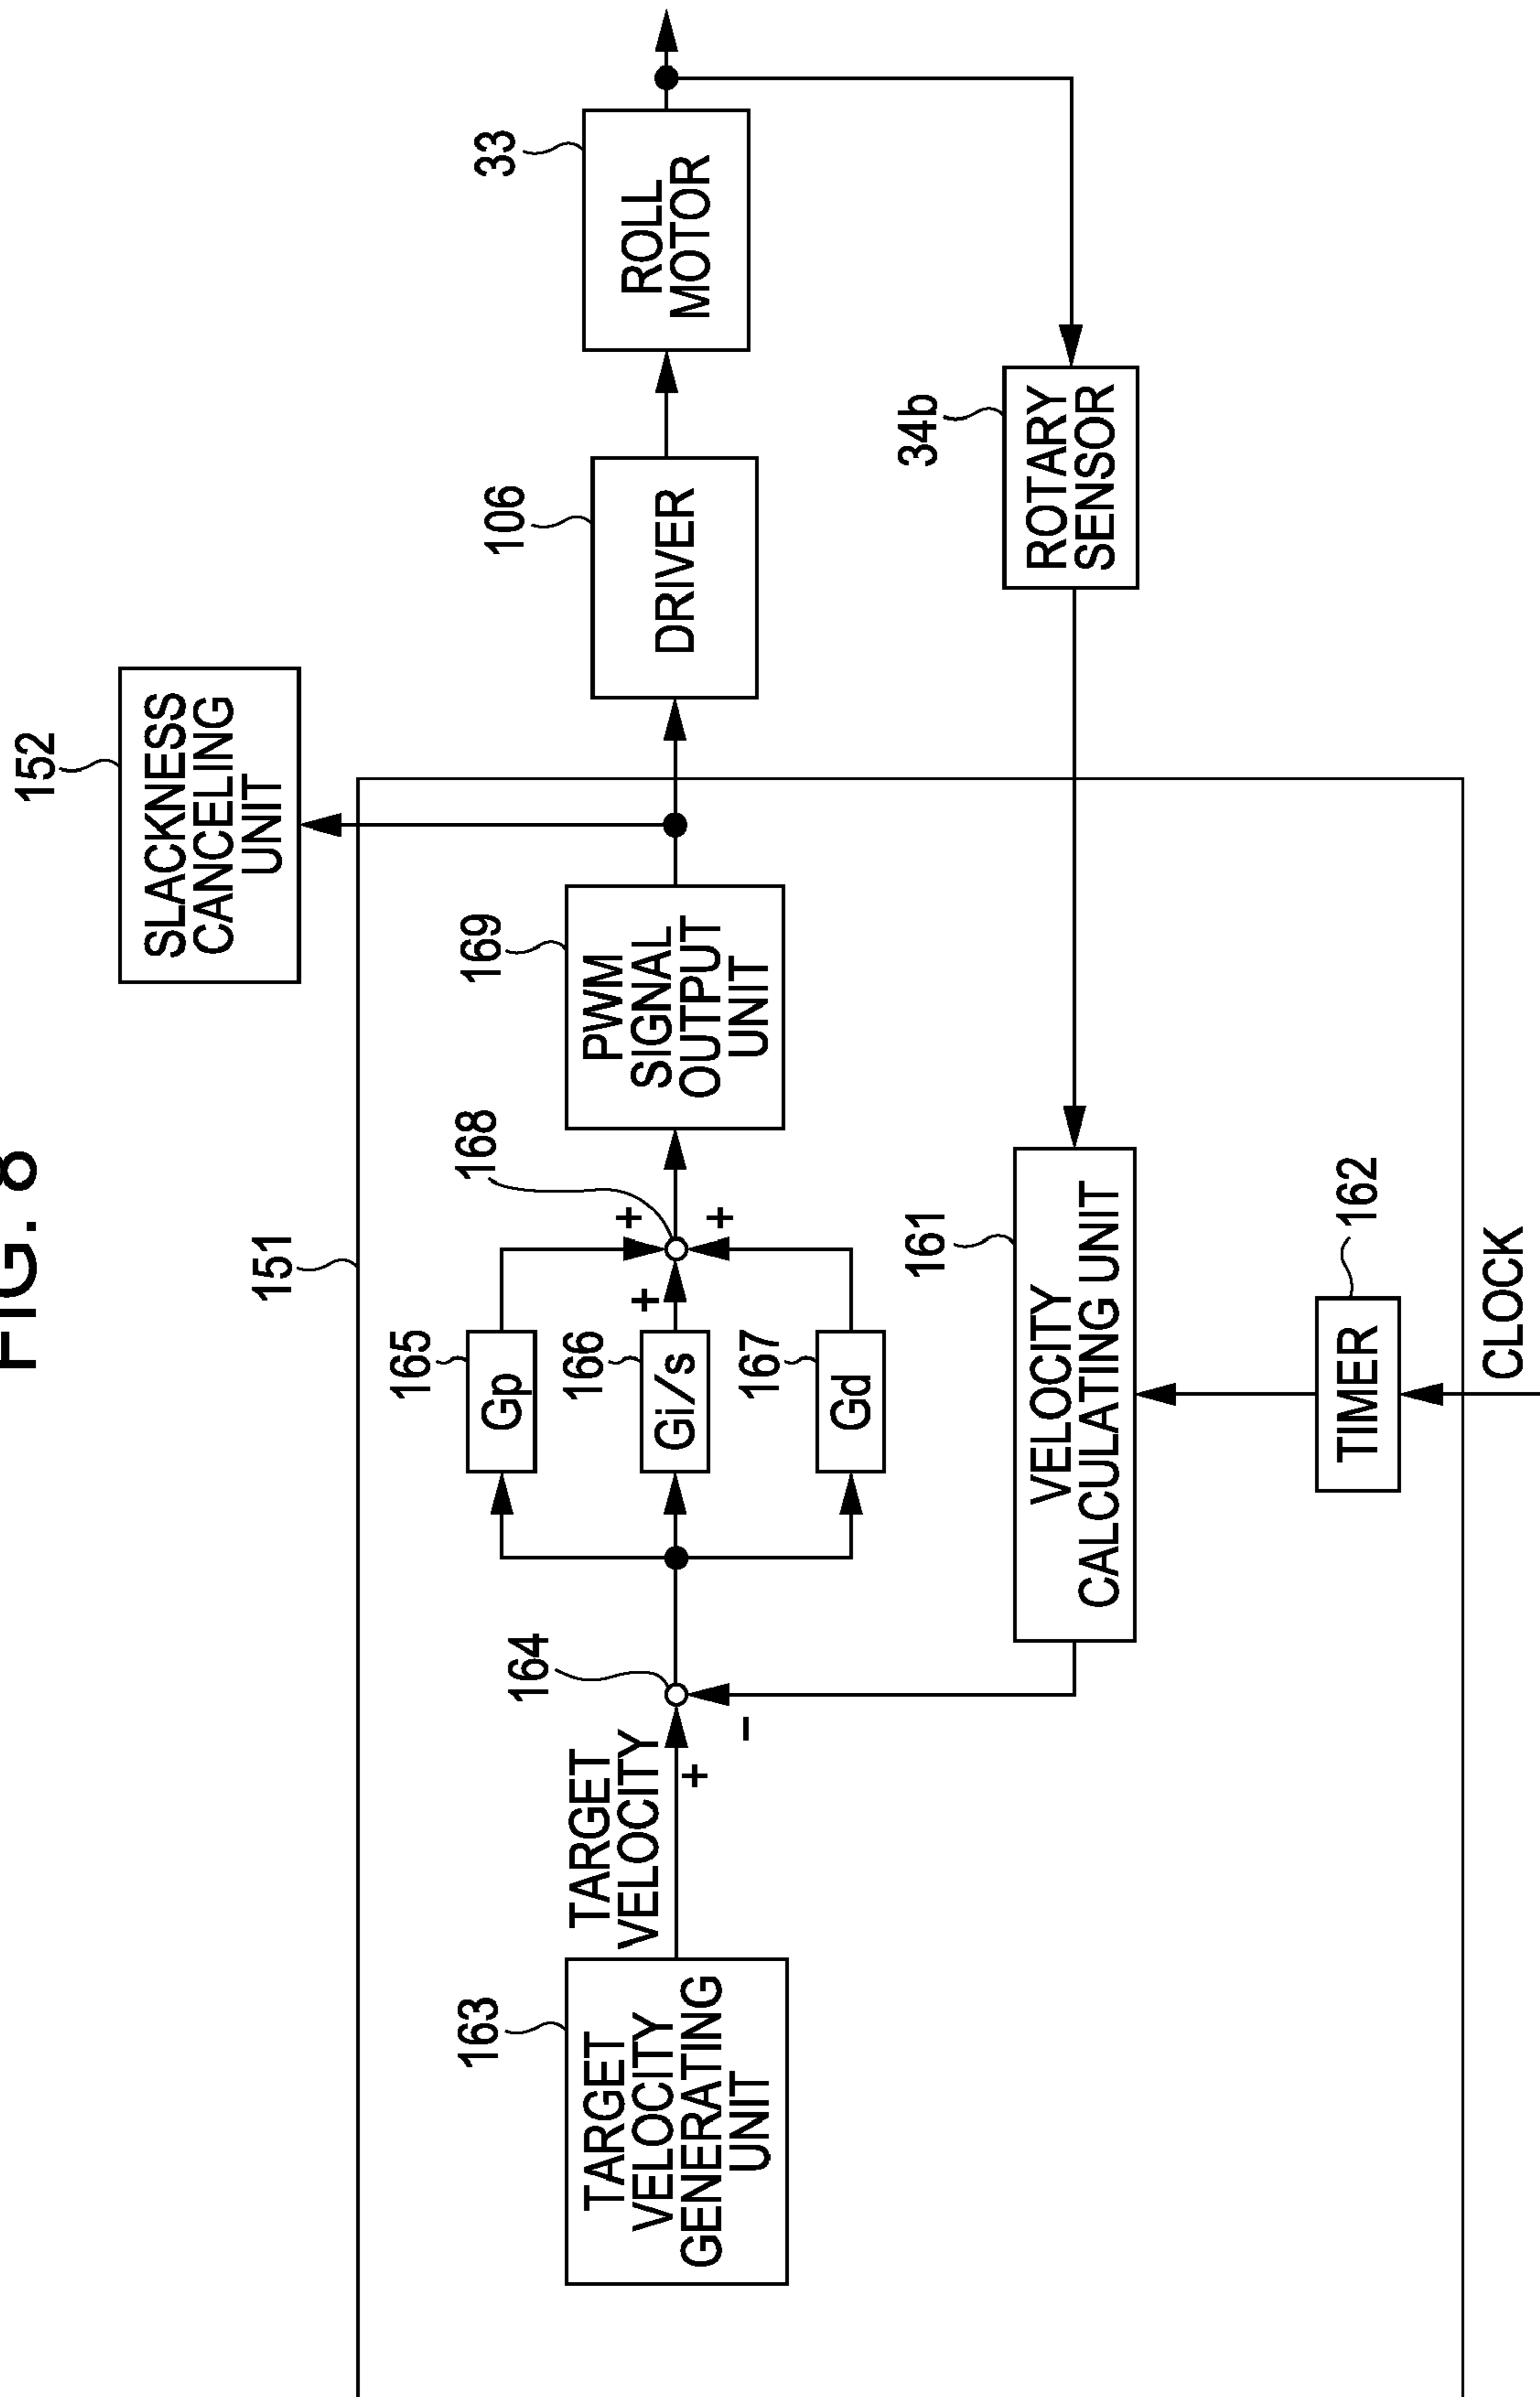 FIG. 8
151
152
SLACKNESS
CANCELING
UNIT
163
TARGET
VELOCITY
GENERATING
UNIT
TARGET
VELOCITY
+
−
164
165
Gp
166
Gi/s
167
Gd
+
+
+
168
169
PWM
SIGNAL
OUTPUT
UNIT
106
DRIVER
33
ROLL
MOTOR
34b
ROTARY
SENSOR
161
VELOCITY
CALCULATING UNIT
162
TIMER
CLOCK